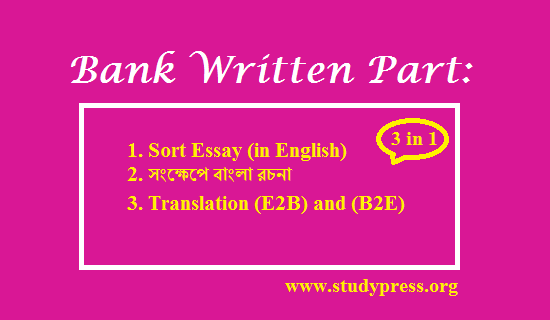 Bank Written Part:
3 in 1
1. Sort Essay (in English)
2. সংক্ষেপে বাংলা রচনা
3. Translation (E2B) and (B2E)
www.studypress.org